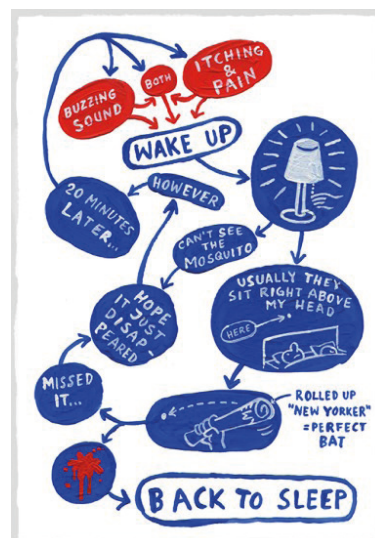 BUZZING
SOUND
BOTH
ITCHING
&
PAIN
WAKE UP
20 MINUTES
LATER...
HOWEVER
CAN'T SEE
THE
MOSQUITO
USUALLY THEY
SIT RIGHT ABOVE
MY HEAD
HERE
HOPE
IT JUST
DISAP-
PEARED
MISSED
IT...
ROLLED UP
"NEW YORKER"
=PERFECT
BAT
BACK TO SLEEP